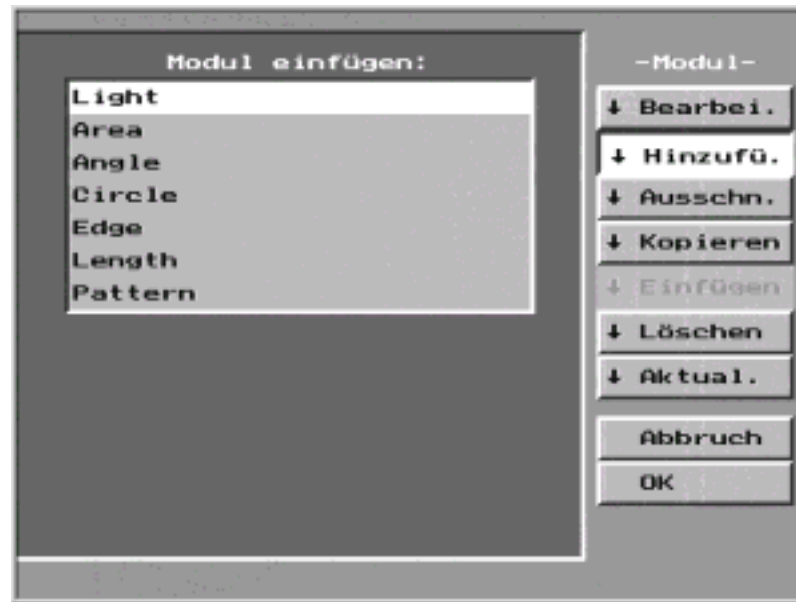 Modul einfügen:
Light
Area
Angle
Circle
Edge
Length
Pattern
-Modul-
↓ Bearbei.
↓ Hinzufü.
↓ Ausschn.
↓ Kopieren
↓ Einfügen
↓ Löschen
↓ Aktual.
Abbruch
OK